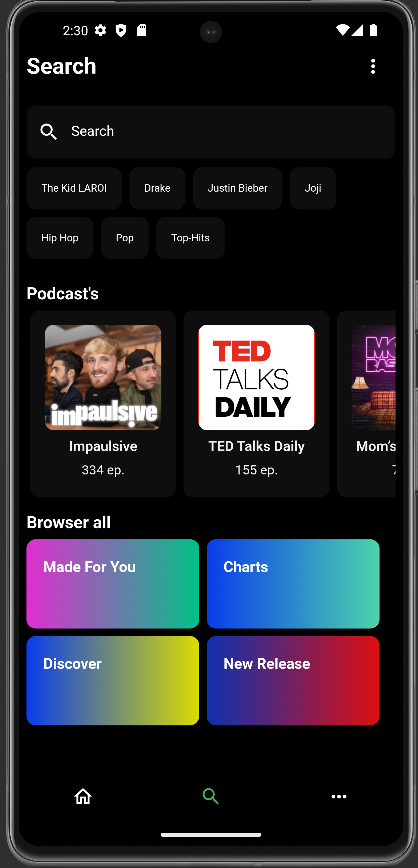 2:30
Search
Search
The Kid LAROI
Drake
Justin Bieber
Joji
Hip Hop
Pop
Top-Hits
Podcast's
impaulsive
TED
TALKS
DAILY
Impaulsive
TED Talks Daily
Mom's
334 ep.
155 ep.
Browser all
Made For You
Charts
Discover
New Release